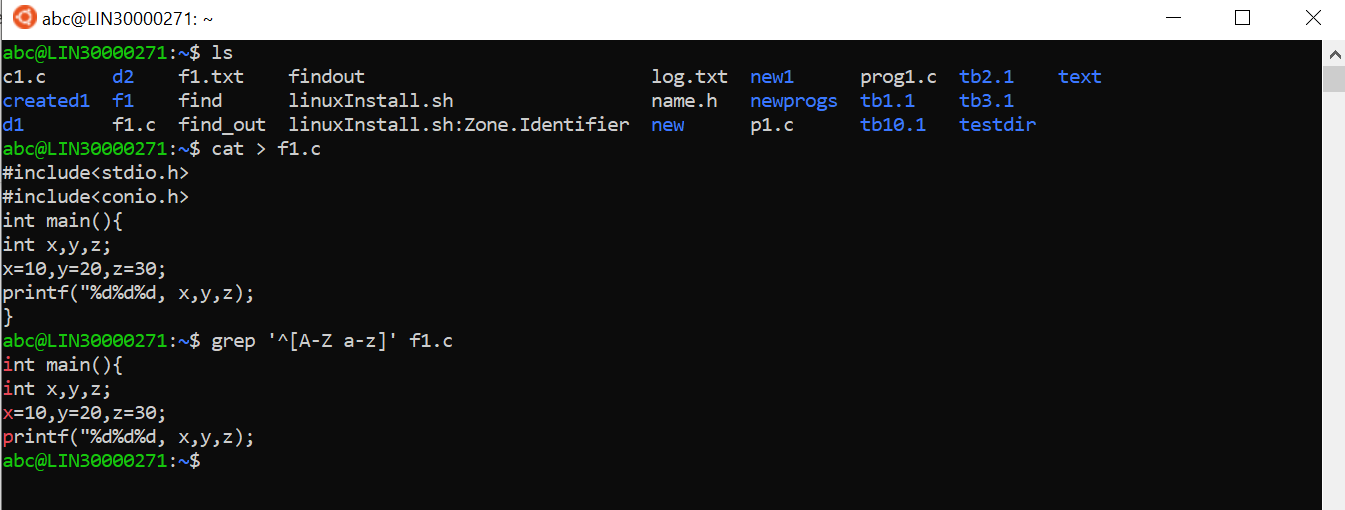 abc@LIN30000271: ~
abc@LIN30000271:~$ ls
c1.c      d2  f1.txt    findout                         log.txt  new1      prog1.c  tb2.1    text
created1  f1  find      linuxInstall.sh                 name.h   newprogs  tb1.1    tb3.1
d1        f1.c  find_out  linuxInstall.sh:Zone.Identifier  new      p1.c      tb10.1   testdir
abc@LIN30000271:~$ cat > f1.c
#include<stdio.h>
#include<conio.h>
int main(){
int x,y,z;
x=10,y=20,z=30;
printf("%d%d%d, x,y,z);
}
abc@LIN30000271:~$ grep '^[A-Z a-z]' f1.c
int main(){
int x,y,z;
x=10,y=20,z=30;
printf("%d%d%d, x,y,z);
abc@LIN30000271:~$